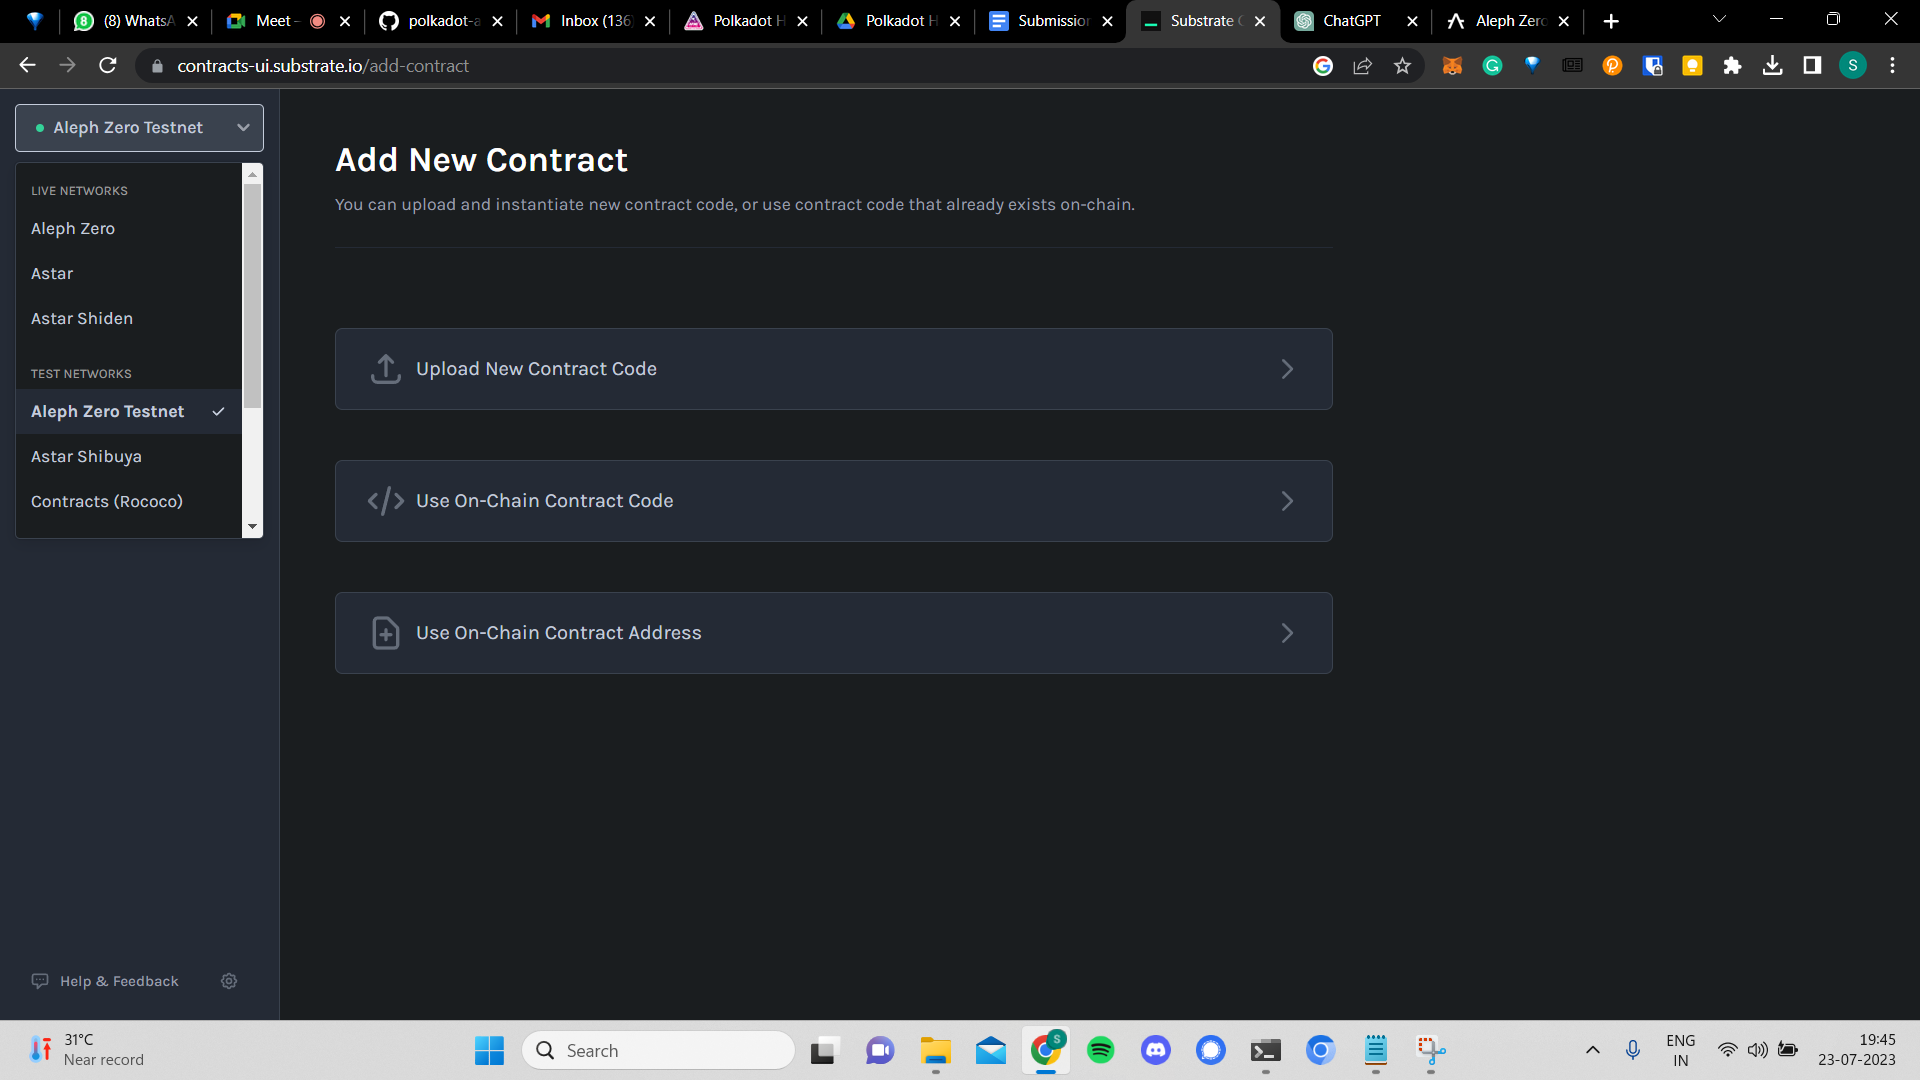 (8) WhatsA
Meet -
polkadot-a
Inbox (136
Polkadot H
Polkadot H
Submission
Substrate C
ChatGPT
Aleph Zero
contracts-ui.substrate.io/add-contract
S
Aleph Zero Testnet
LIVE NETWORKS
Aleph Zero
Astar
Astar Shiden
TEST NETWORKS
Aleph Zero Testnet
Astar Shibuya
Contracts (Rococo)
Add New Contract
You can upload and instantiate new contract code, or use contract code that already exists on-chain.
Upload New Contract Code
Use On-Chain Contract Code
Use On-Chain Contract Address
Help & Feedback
31°C
Near record
Search
S
ENG
IN
19:45
23-07-2023